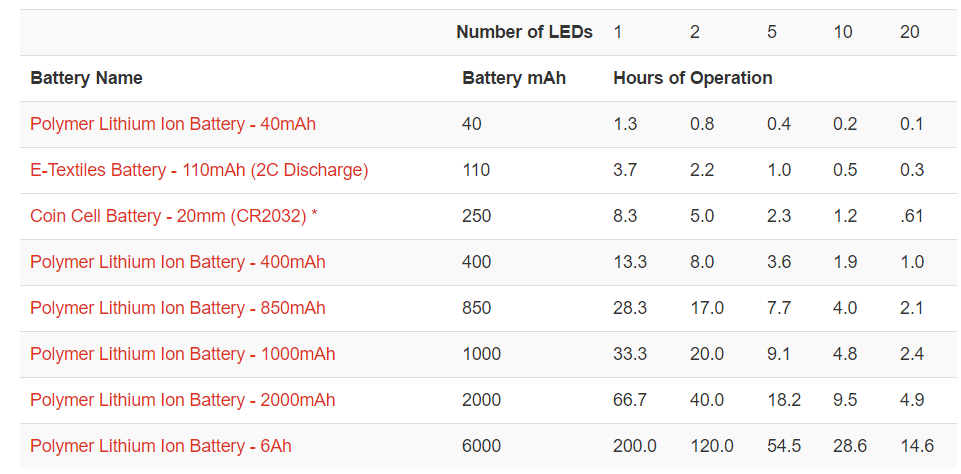 Number of LEDs 1 2 5 10 20
Battery Name Battery mAh Hours of Operation
Polymer Lithium Ion Battery - 40mAh 40 1.3 0.8 0.4 0.2 0.1
E-Textiles Battery - 110mAh (2C Discharge) 110 3.7 2.2 1.0 0.5 0.3
Coin Cell Battery - 20mm (CR2032) * 250 8.3 5.0 2.3 1.2 .61
Polymer Lithium Ion Battery - 400mAh 400 13.3 8.0 3.6 1.9 1.0
Polymer Lithium Ion Battery - 850mAh 850 28.3 17.0 7.7 4.0 2.1
Polymer Lithium Ion Battery - 1000mAh 1000 33.3 20.0 9.1 4.8 2.4
Polymer Lithium Ion Battery - 2000mAh 2000 66.7 40.0 18.2 9.5 4.9
Polymer Lithium Ion Battery - 6Ah 6000 200.0 120.0 54.5 28.6 14.6